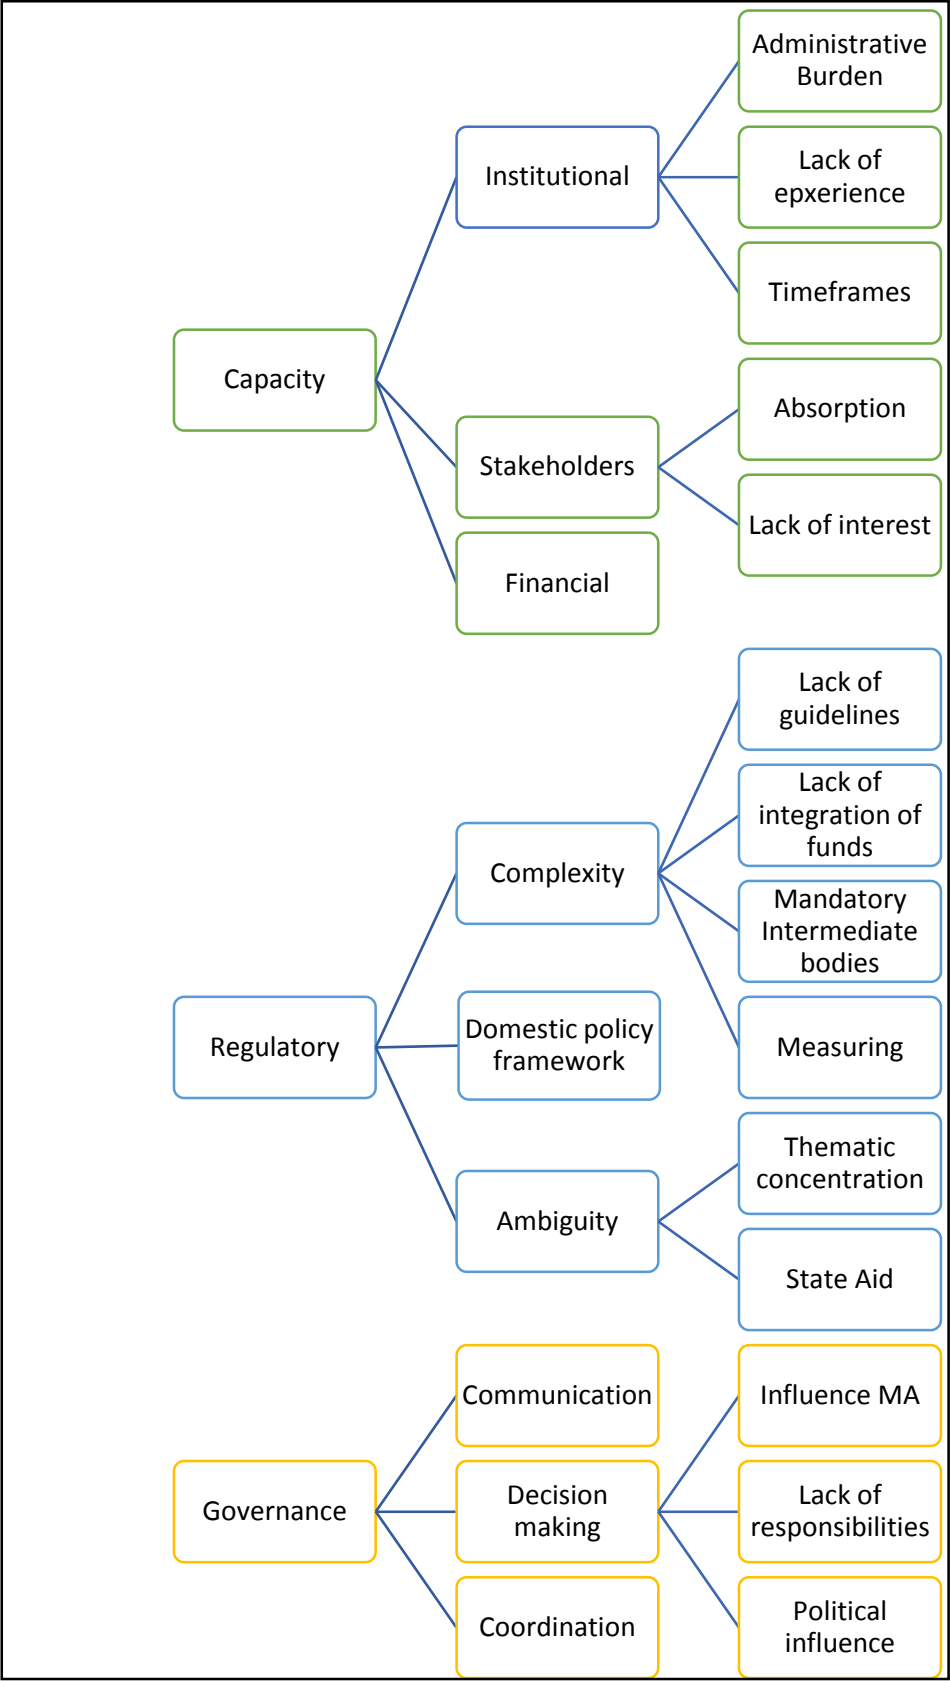 Capacity
Institutional
Administrative
Burden
Lack of
epxerience
Timeframes
Stakeholders
Absorption
Lack of interest
Financial
Regulatory
Complexity
Lack of
guidelines
Lack of
integration of
funds
Mandatory
Intermediate
bodies
Measuring
Domestic policy
framework
Ambiguity
Thematic
concentration
State Aid
Governance
Communication
Decision
making
Influence MA
Lack of
responsibilities
Political
influence
Coordination